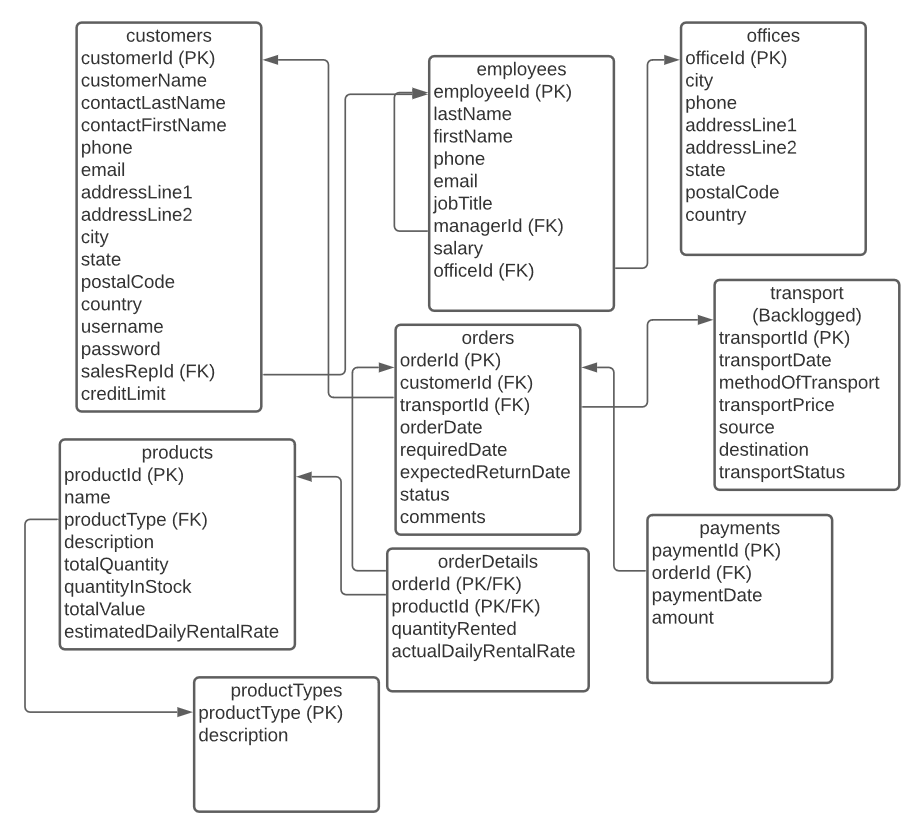 customers
customerId (PK)
customerName
contactLastName
contactFirstName
phone
email
addressLine1
addressLine2
city
state
postalCode
country
username
password
salesRepId (FK)
creditLimit
employees
employeeId (PK)
lastName
firstName
phone
email
jobTitle
managerId (FK)
salary
officeId (FK)
offices
officeId (PK)
city
phone
addressLine1
addressLine2
state
postalCode
country
transport
(Backlogged)
transportId (PK)
transportDate
methodOfTransport
transportPrice
source
destination
transportStatus
orders
orderId (PK)
customerId (FK)
transportId (FK)
orderDate
requiredDate
expectedReturnDate
status
comments
products
productId (PK)
name
productType (FK)
description
totalQuantity
quantityInStock
totalValue
estimatedDailyRentalRate
orderDetails
orderId (PK/FK)
productId (PK/FK)
quantityRented
actualDailyRentalRate
payments
paymentId (PK)
orderId (FK)
paymentDate
amount
productTypes
productType (PK)
description